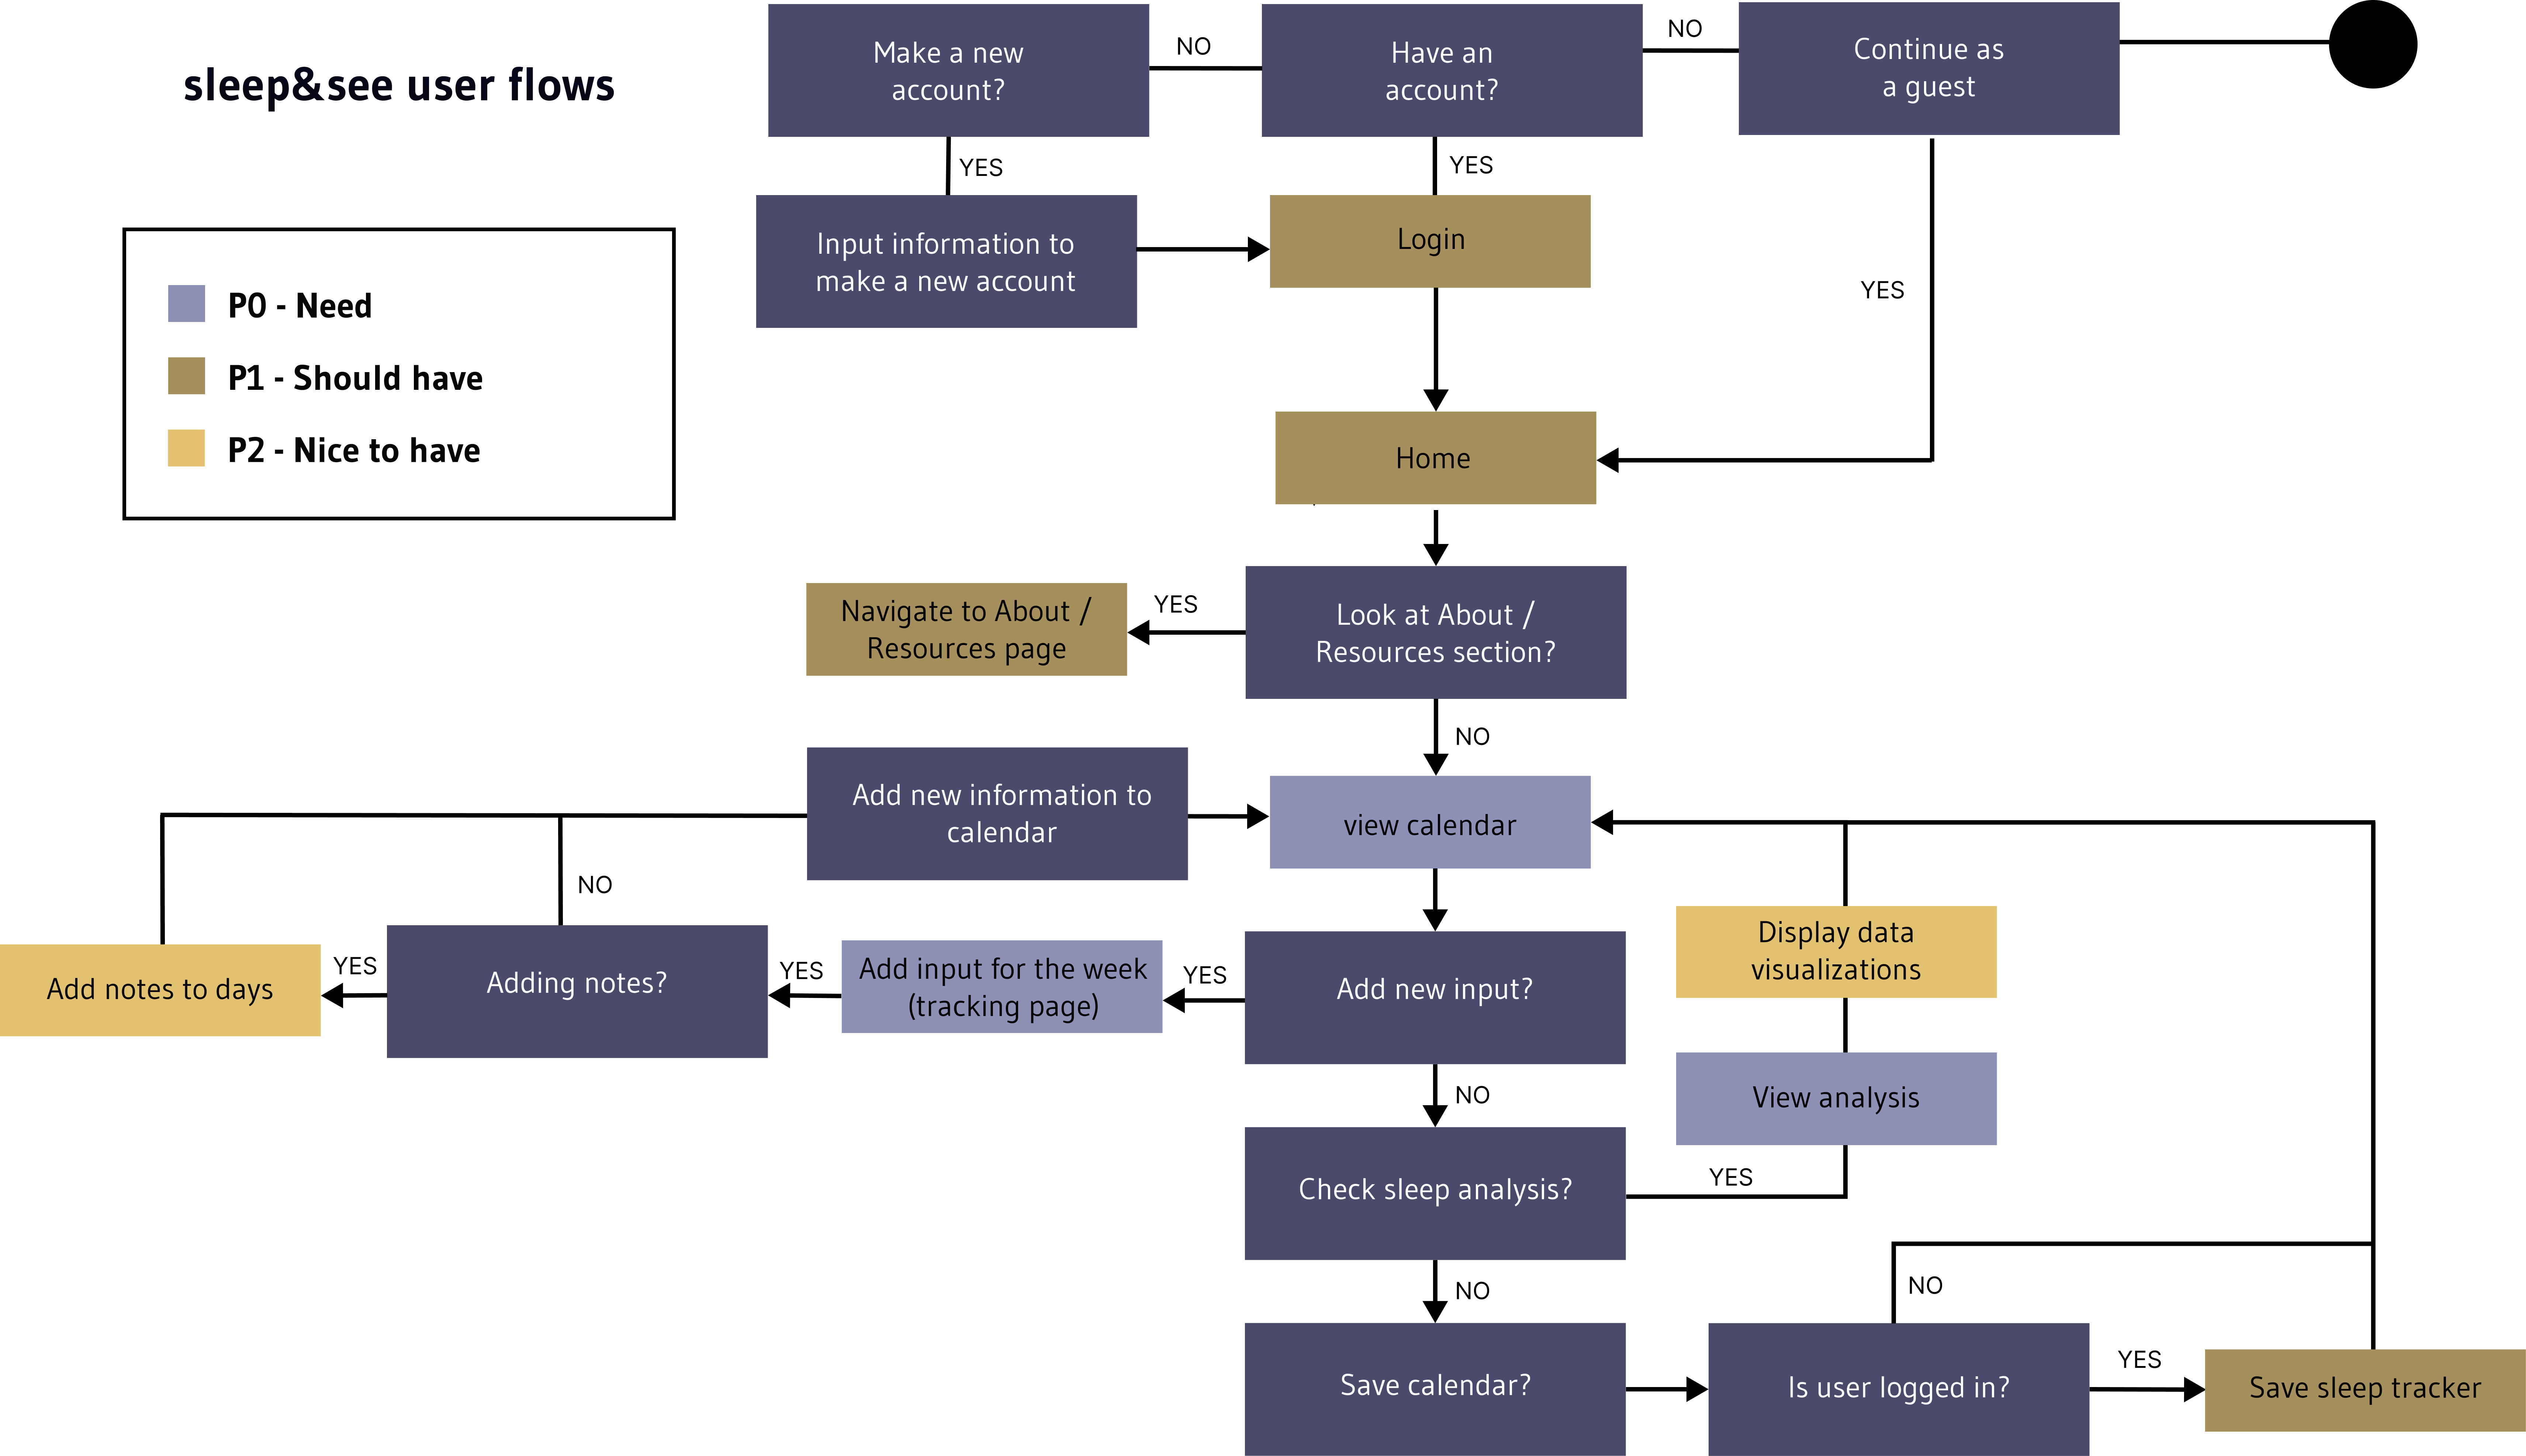 sleep&see user flows
Make a new
account?
NO
Have an
account?
NO
Continue as
a guest
YES
YES
Input information to
make a new account
Login
YES
P0 - Need
P1 - Should have
P2 - Nice to have
Home
Navigate to About /
Resources page
YES
Look at About /
Resources section?
NO
Add new information to
calendar
view calendar
NO
Add notes to days
YES
Adding notes?
YES
Add input for the week
(tracking page)
YES
Add new input?
Display data
visualizations
NO
View analysis
Check sleep analysis?
YES
NO
NO
Save calendar?
Is user logged in?
YES
Save sleep tracker